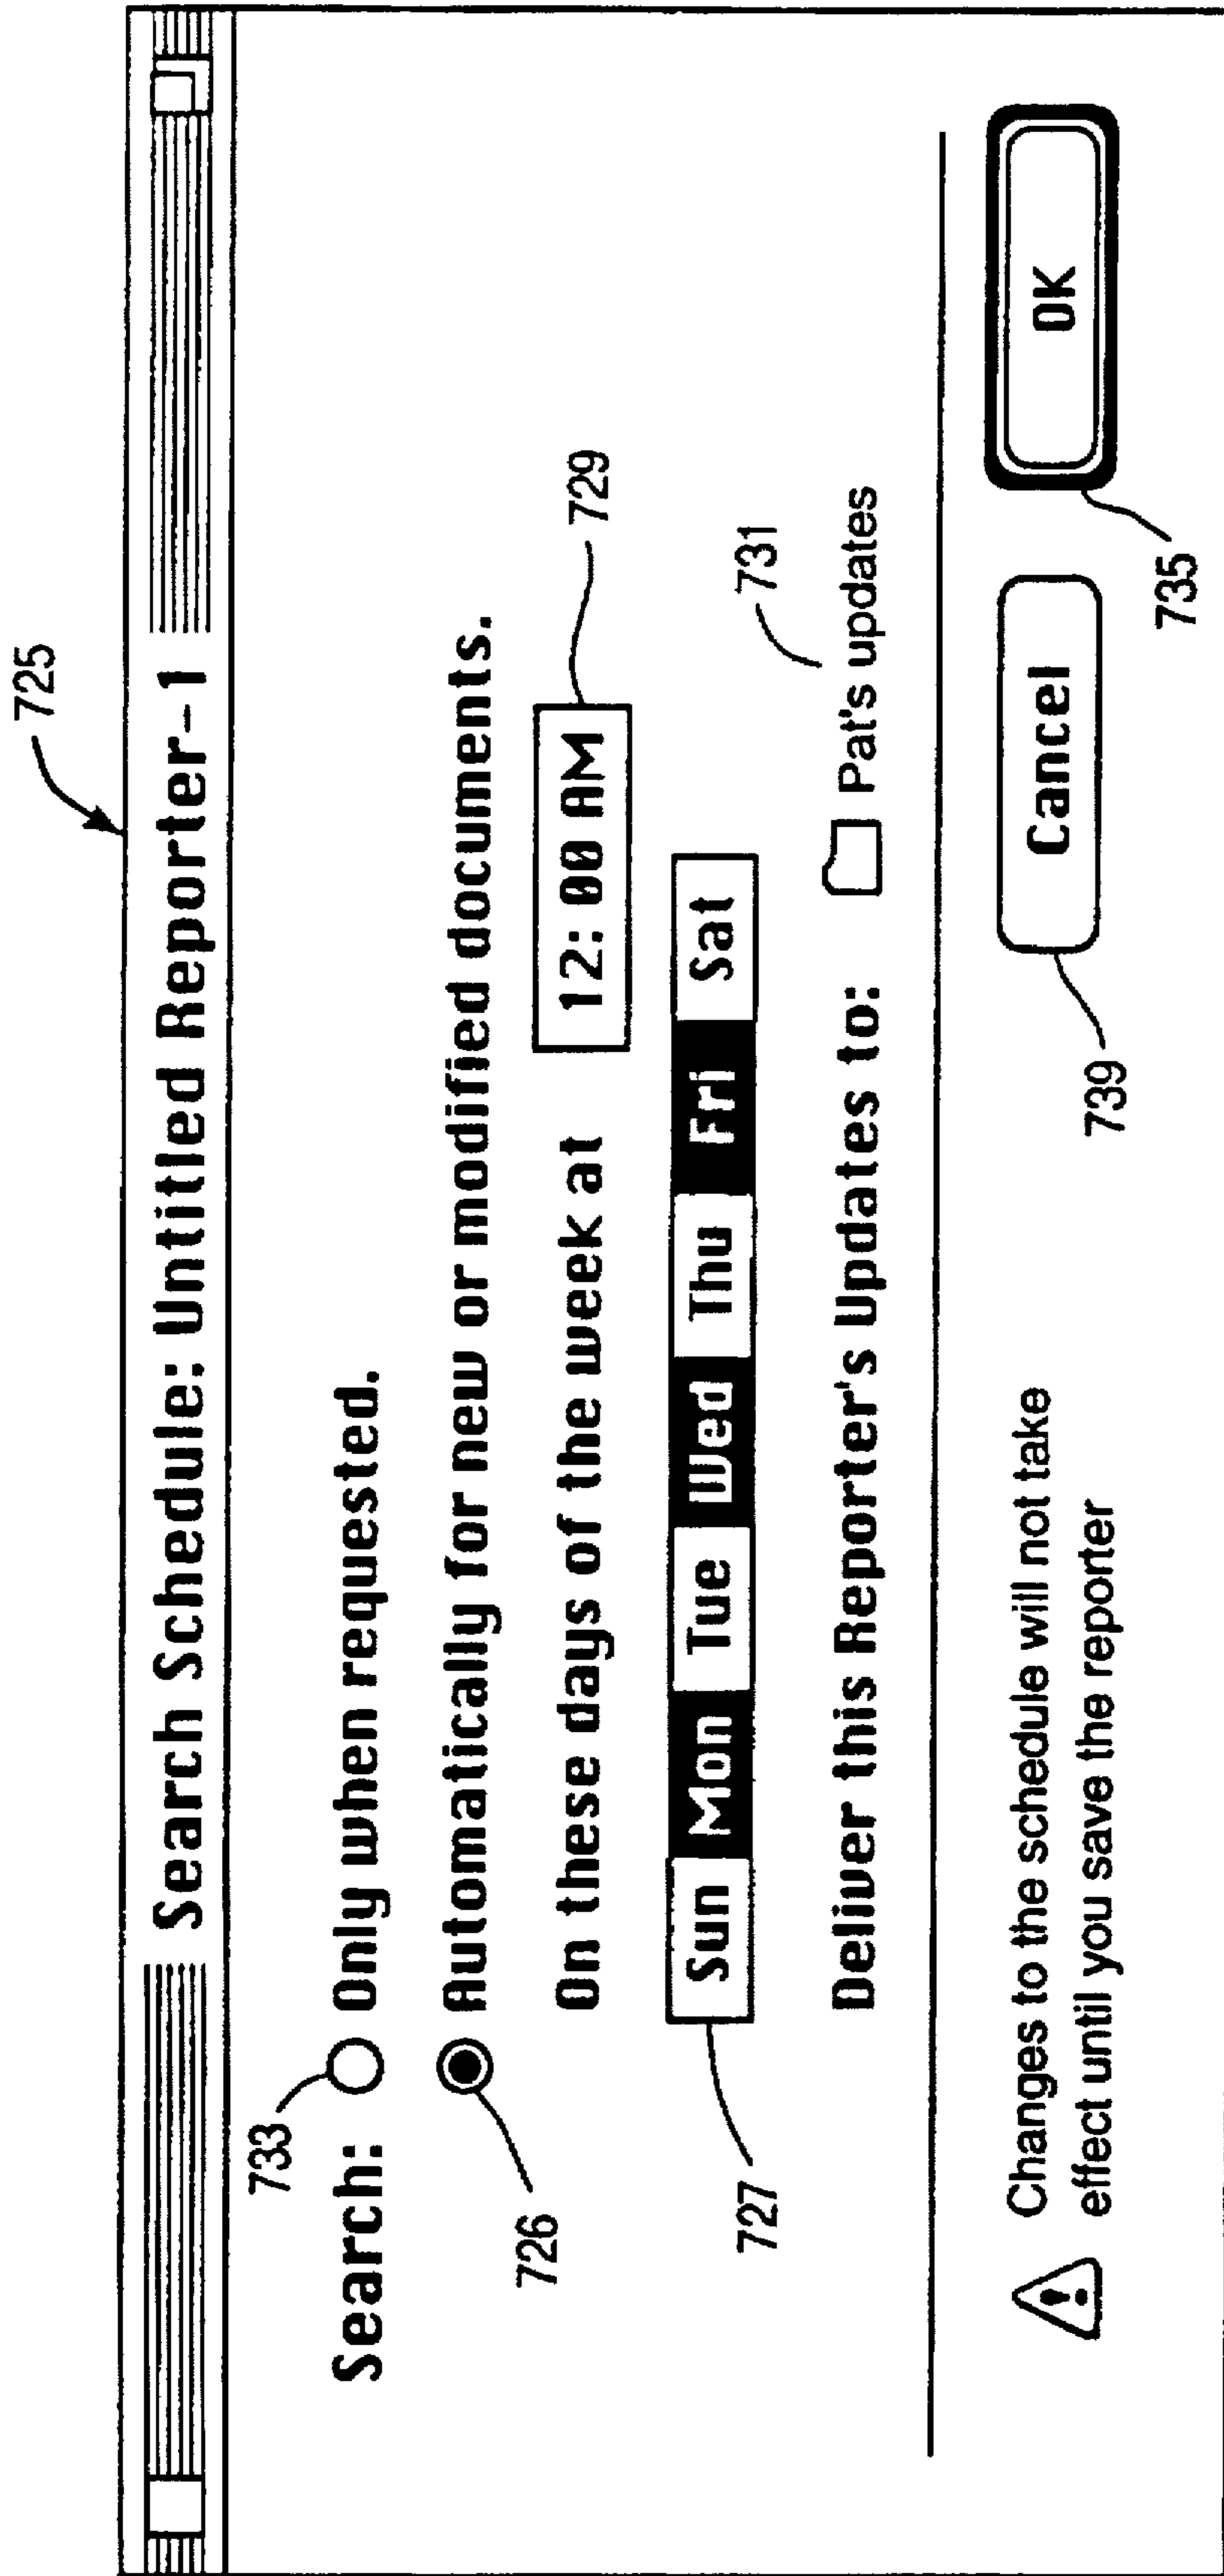 725
Search Schedule: Untitled Reporter-1
733
Search: Only when requested.
726
Automatically for new or modified documents.
On these days of the week at 12:00 AM
729
727
Sun Mon Tue Wed Thu Fri Sat
731
Deliver this Reporter's Updates to: Pat's updates
Changes to the schedule will not take
effect until you save the reporter
739
Cancel
735
OK